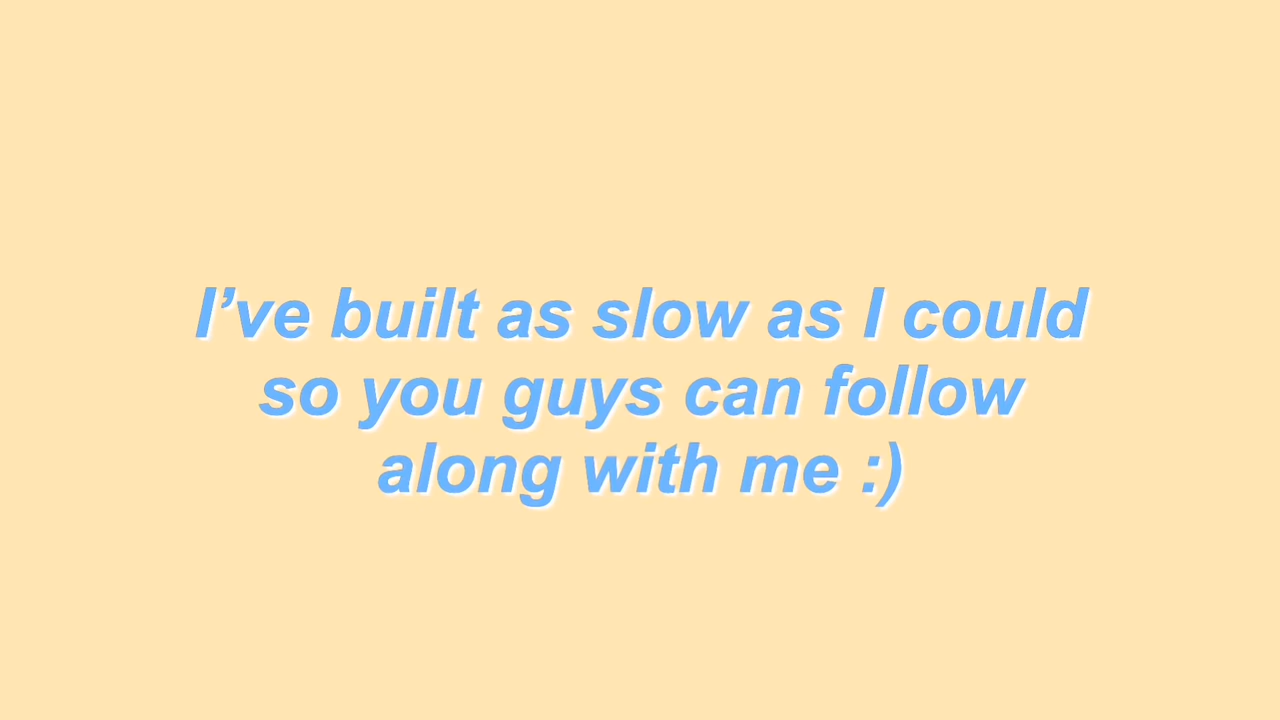 I’ve built as slow as I could
so you guys can follow
along with me :)